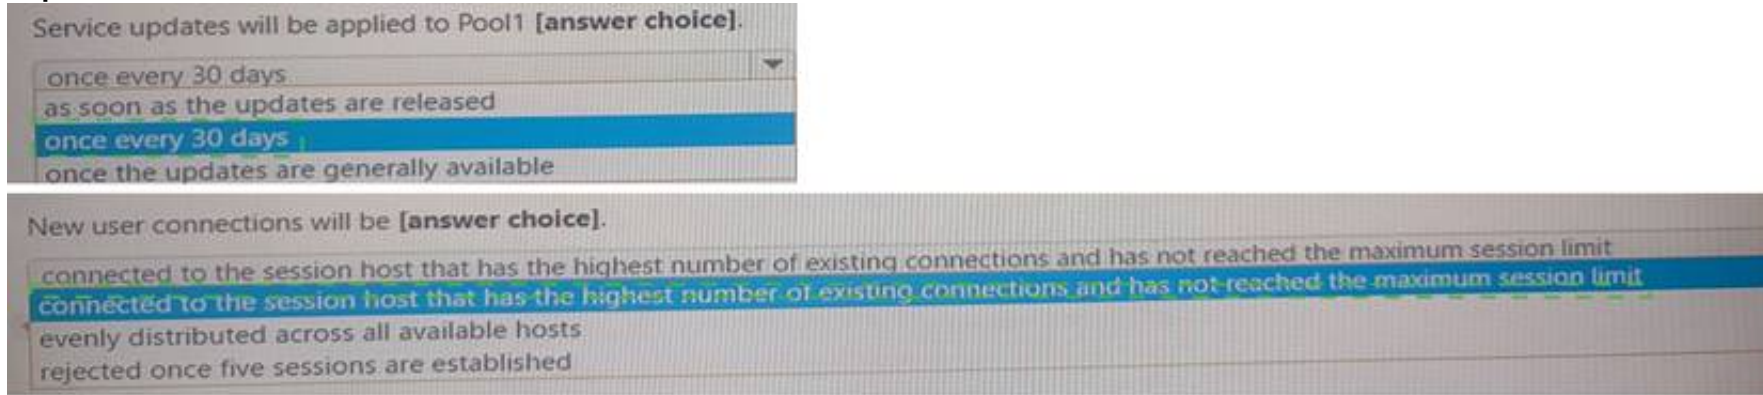 Service updates will be applied to Pool1 [answer choice].
once every 30 days
as soon as the updates are released
once every 30 days
once the updates are generally available
New user connections will be [answer choice].
connected to the session host that has the highest number of existing connections and has not reached the maximum session limit
connected to the session host that has the highest number of existing connections and has not reached the maximum session limit
evenly distributed across all available hosts
rejected once five sessions are established